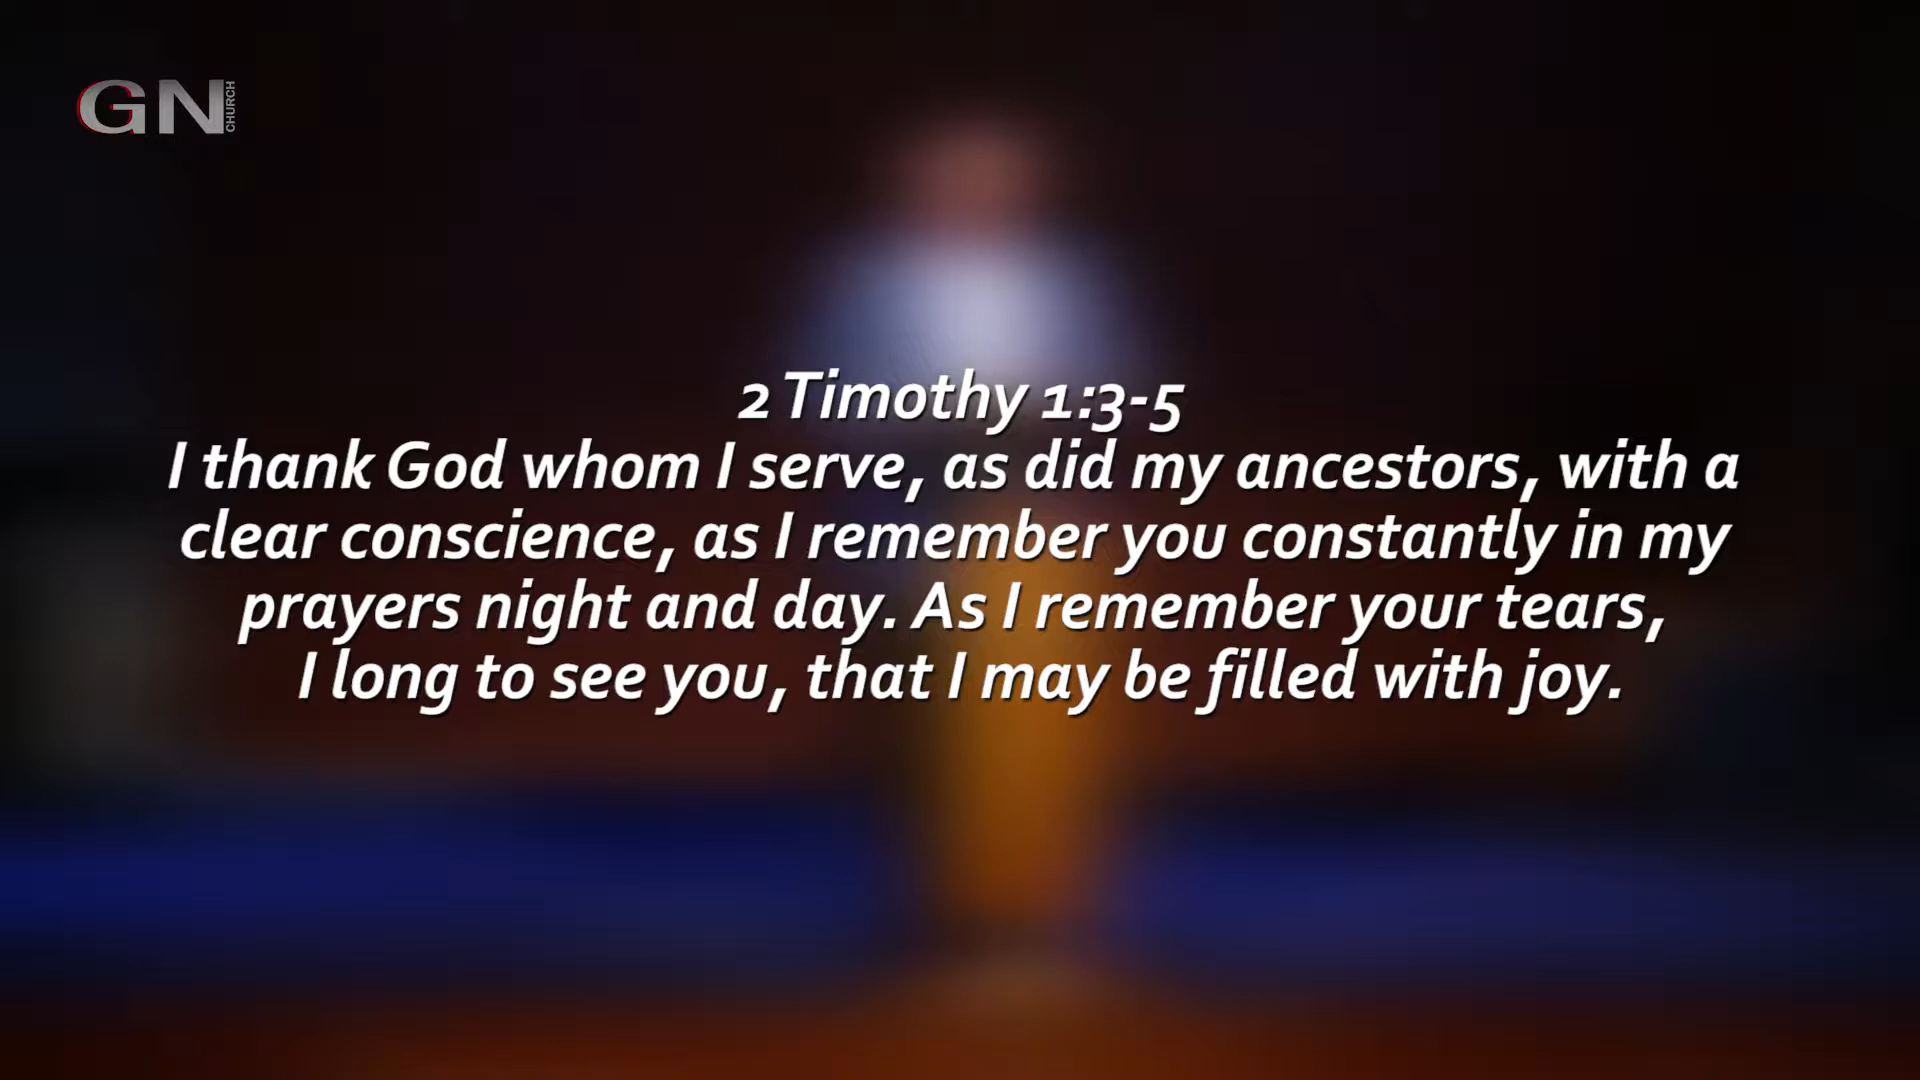 GN CHURCH
2 Timothy 1:3-5
I thank God whom I serve, as did my ancestors, with a
clear conscience, as I remember you constantly in my
prayers night and day. As I remember your tears,
I long to see you, that I may be filled with joy.